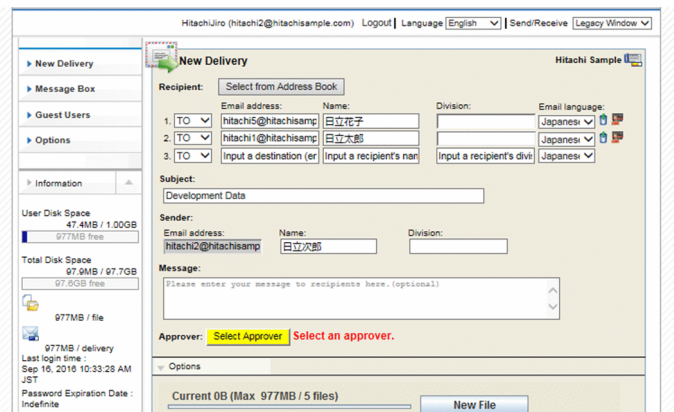 HitachiJiro (hitachi2@hitachisample.com) Logout Language English Send/Receive Legacy Window
New Delivery
Message Box
Guest Users
Options
Information
User Disk Space
47.4MB / 1.00GB
977MB free
Total Disk Space
97.9MB / 97.7GB
97.6GB free
977MB / file
977MB / delivery
Last login time :
Sep 16, 2016 10:33:28 AM
JST
Password Expiration Date :
Indefinite
New Delivery
Hitachi Sample
Recipient: Select from Address Book
Email address: Name: Division: Email language:
1. TO hitachi5@hitachisamp 日立花子 Japanese
2. TO hitachi1@hitachisamp 日立太郎 Japanese
3. TO Input a destination (er Input a recipient's nan Input a recipient's divi Japanese
Subject:
Development Data
Sender:
Email address: Name: Division:
hitachi2@hitachisamp 日立次郎
Message:
Please enter your message to recipients here.(optional)
Approver: Select Approver Select an approver.
Options
Current 0B (Max 977MB / 5 files)
New File